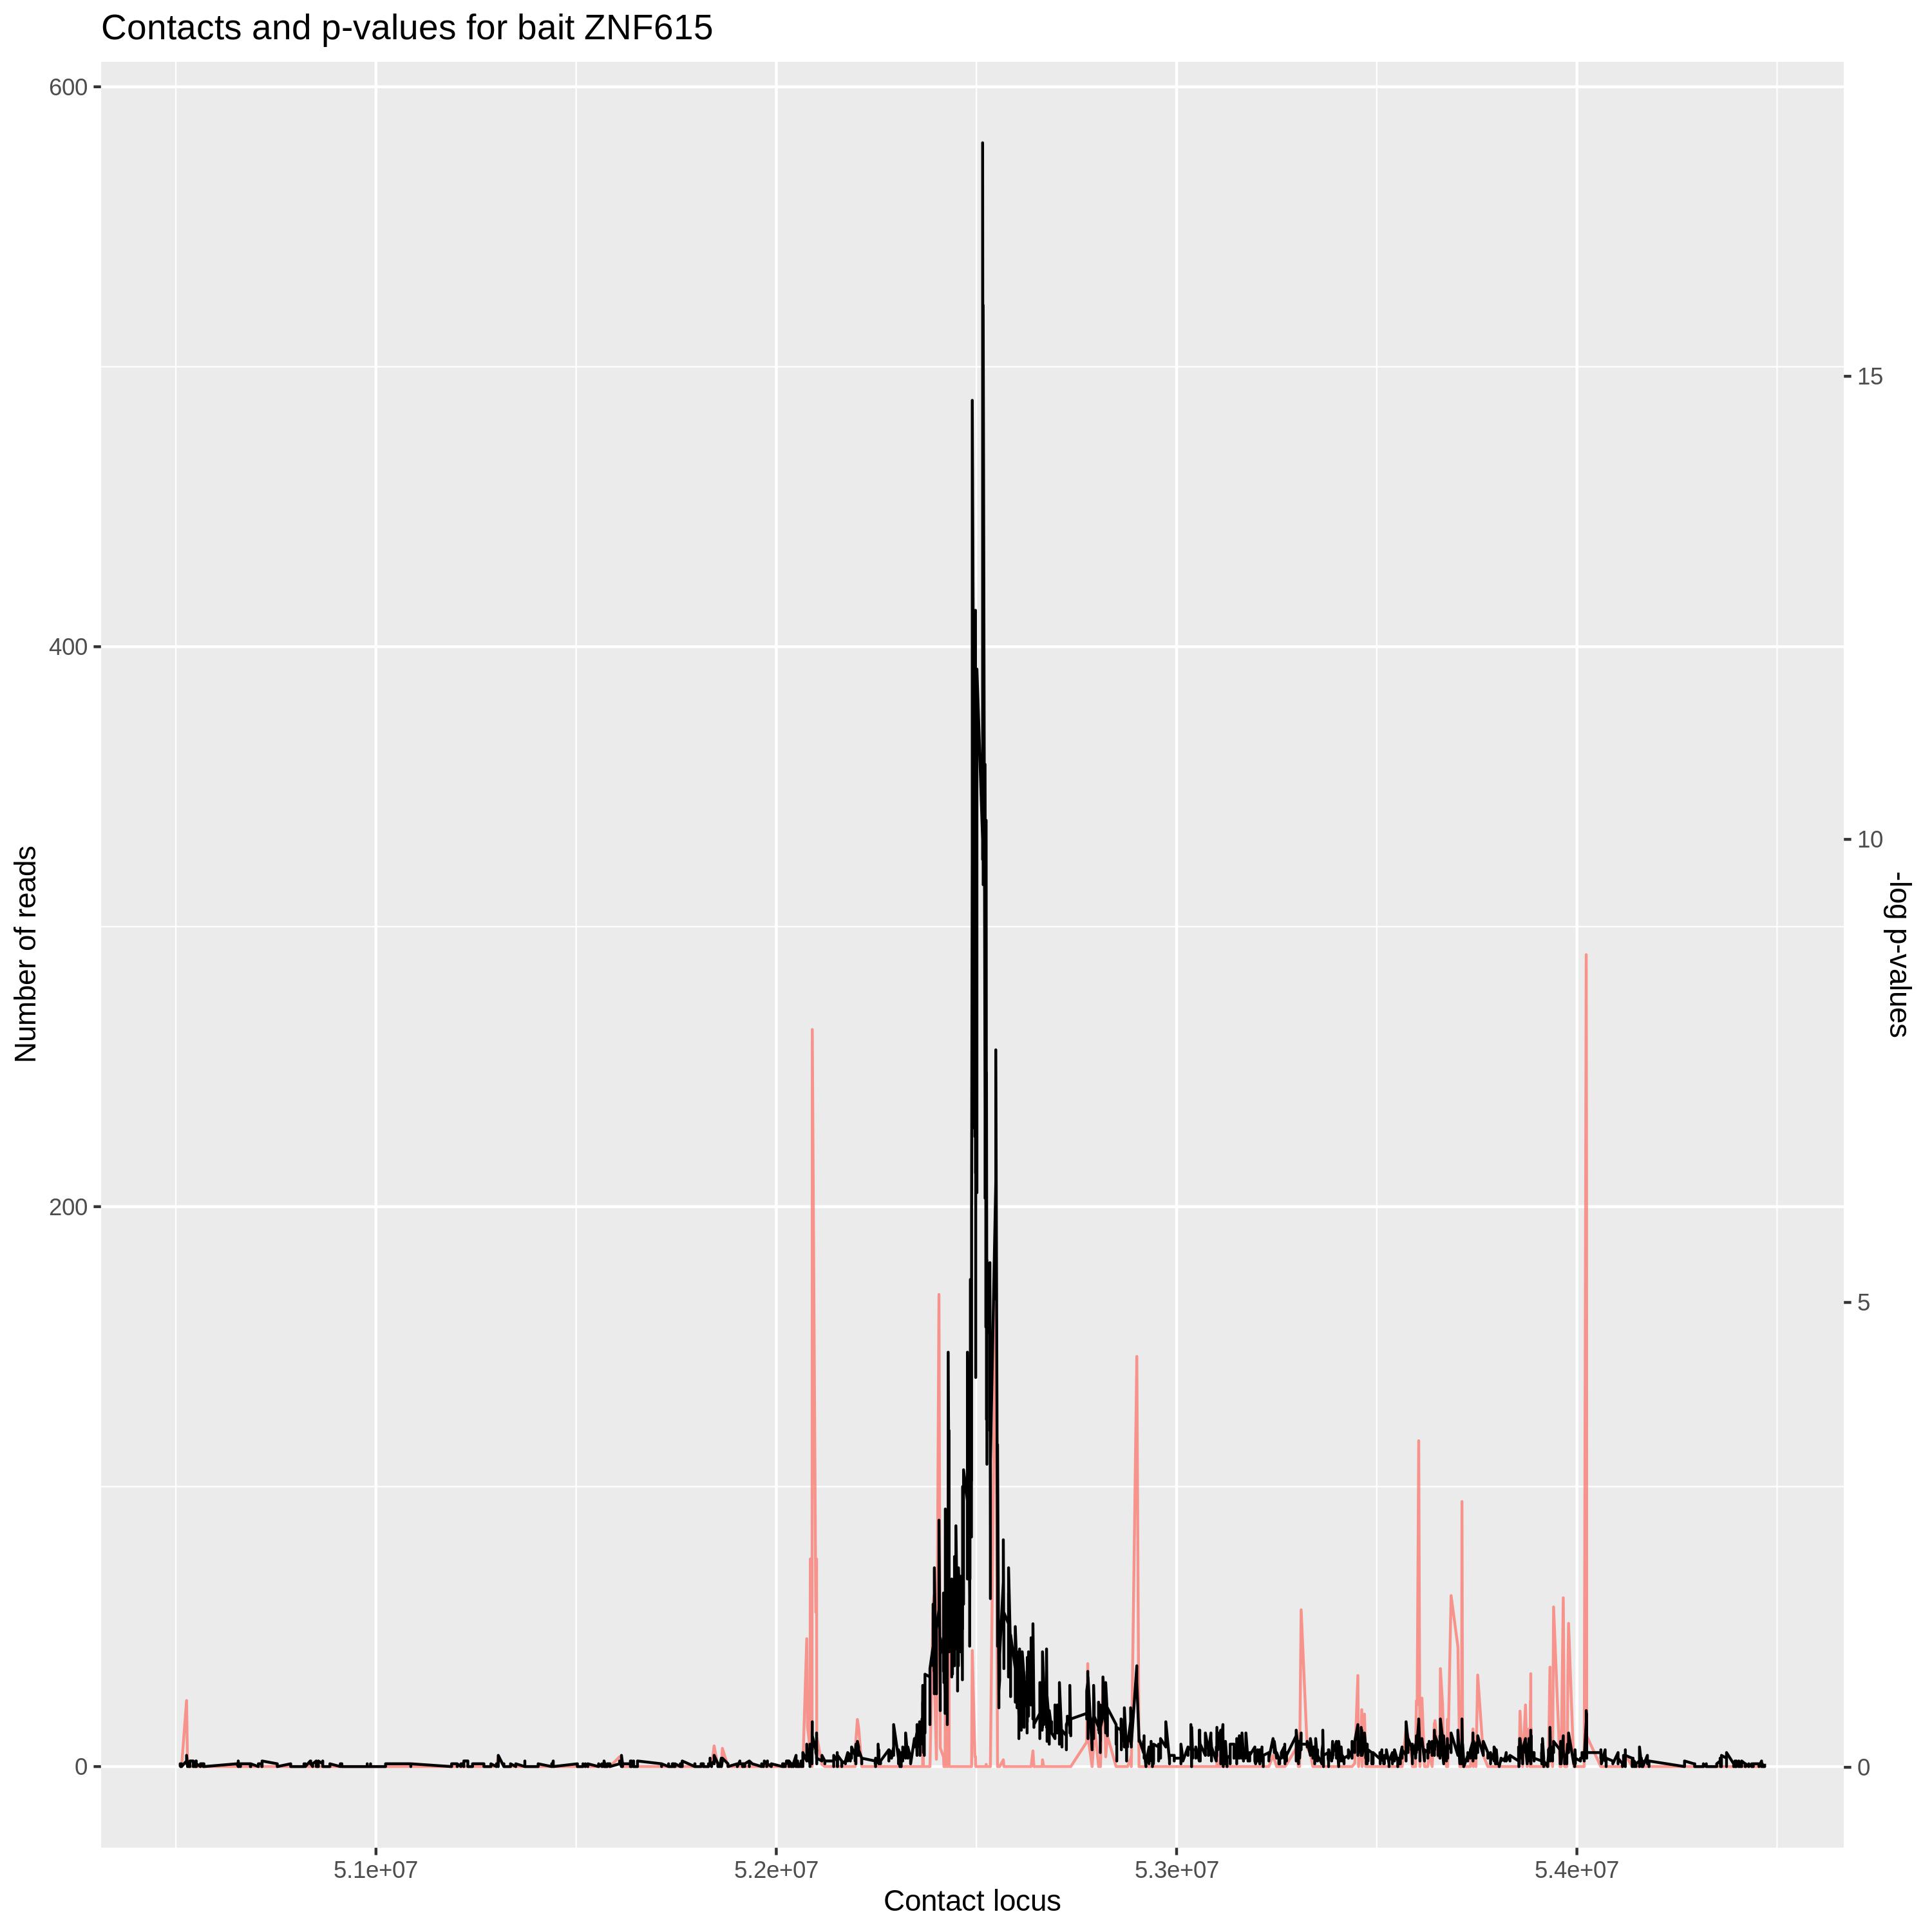 Contacts and p-values for bait ZNF615
600
400
200
0
Number of reads
15
10
5
0
-log p-values
5.1e+07
5.2e+07
5.3e+07
5.4e+07
Contact locus